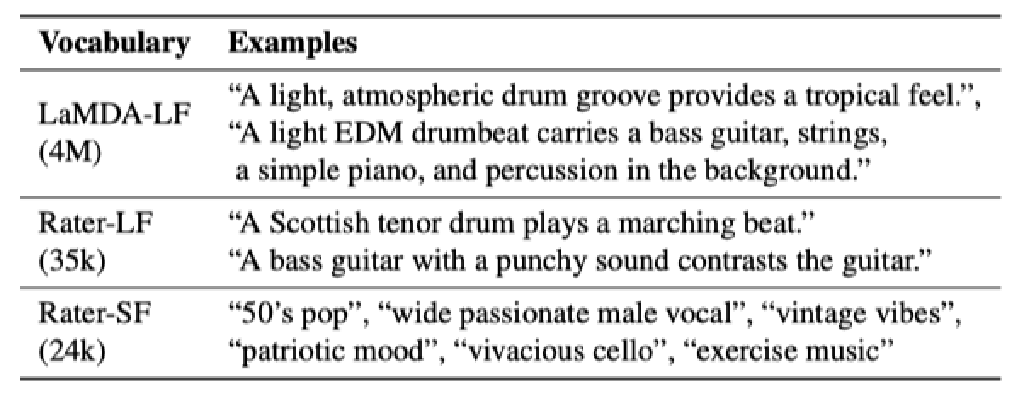 Vocabulary Examples
LaMDA-LF “A light, atmospheric drum groove provides a tropical feel.”,
(4M) “A light EDM drumbeat carries a bass guitar, strings,
a simple piano, and percussion in the background.”
Rater-LF “A Scottish tenor drum plays a marching beat.”
(35k) “A bass guitar with a punchy sound contrasts the guitar.”
Rater-SF “50’s pop”, “wide passionate male vocal”, “vintage vibes”,
(24k) “patriotic mood”, “vivacious cello”, “exercise music”